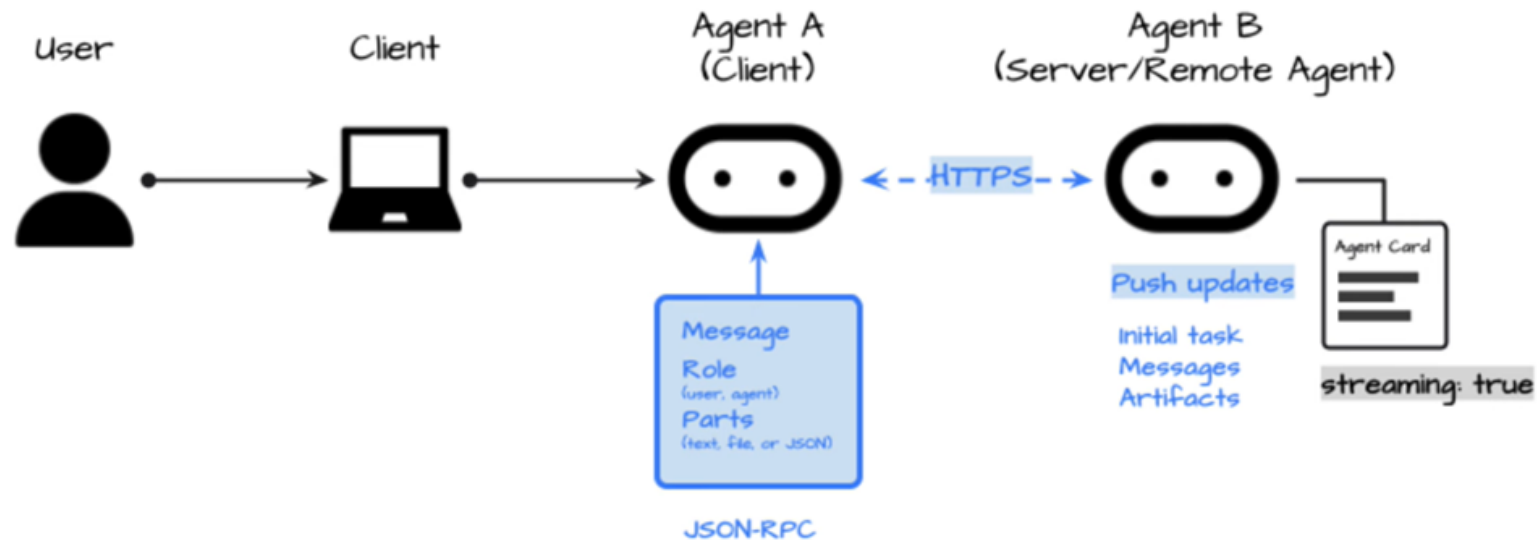 User
Client
Agent A
(Client)
Agent B
(Server/Remote Agent)
HTTPS
Agent Card
Push updates
Initial task
Messages
Artifacts
streaming: true
Message
Role
(user, agent)
Parts
(text, file, or JSON)
JSON-RPC